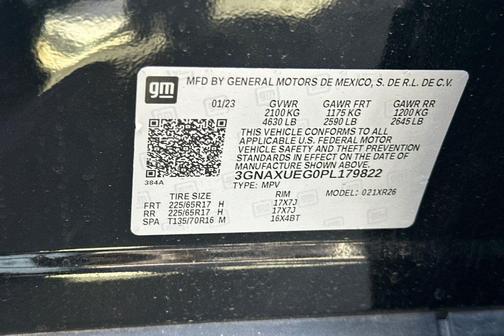 gm
MFD BY GENERAL MOTORS DE MEXICO, S. DE R.L. DE C.V.
01/23 GVWR GAWR FRT GAWR RR
2100 KG 1175 KG 1200 KG
4630 LB 2590 LB 2645 LB
THIS VEHICLE CONFORMS TO ALL
APPLICABLE U.S. FEDERAL MOTOR
VEHICLE SAFETY AND THEFT PREVENTION
STANDARDS IN EFFECT ON THE DATE OF
MANUFACTURE SHOWN ABOVE.
3GNAXUEG0PL179822
384A
TYPE: MPV MODEL: 021XR26
TIRE SIZE RIM
FRT 225/65R17 H 17X7J
RR 225/65R17 H 17X7J
SPA T135/70R16 M 16X4BT